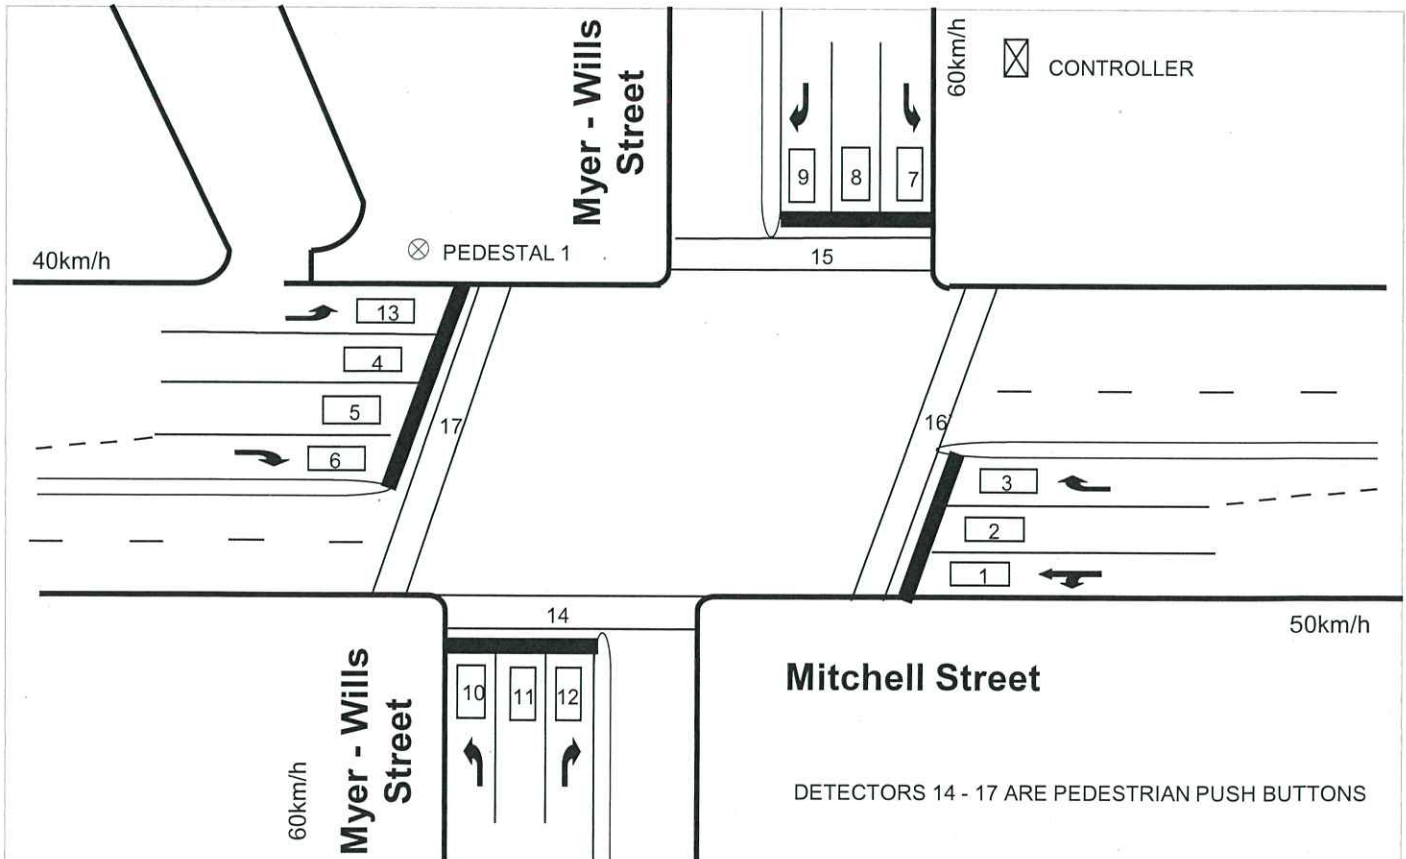 Myer - Wills
Street
60km/h
CONTROLLER
9
8
7
PEDESTAL 1
40km/h
15
13
4
5
6
17
16
3
2
1
14
50km/h
10
11
12
Myer - Wills
Street
60km/h
Mitchell Street
DETECTORS 14 - 17 ARE PEDESTRIAN PUSH BUTTONS